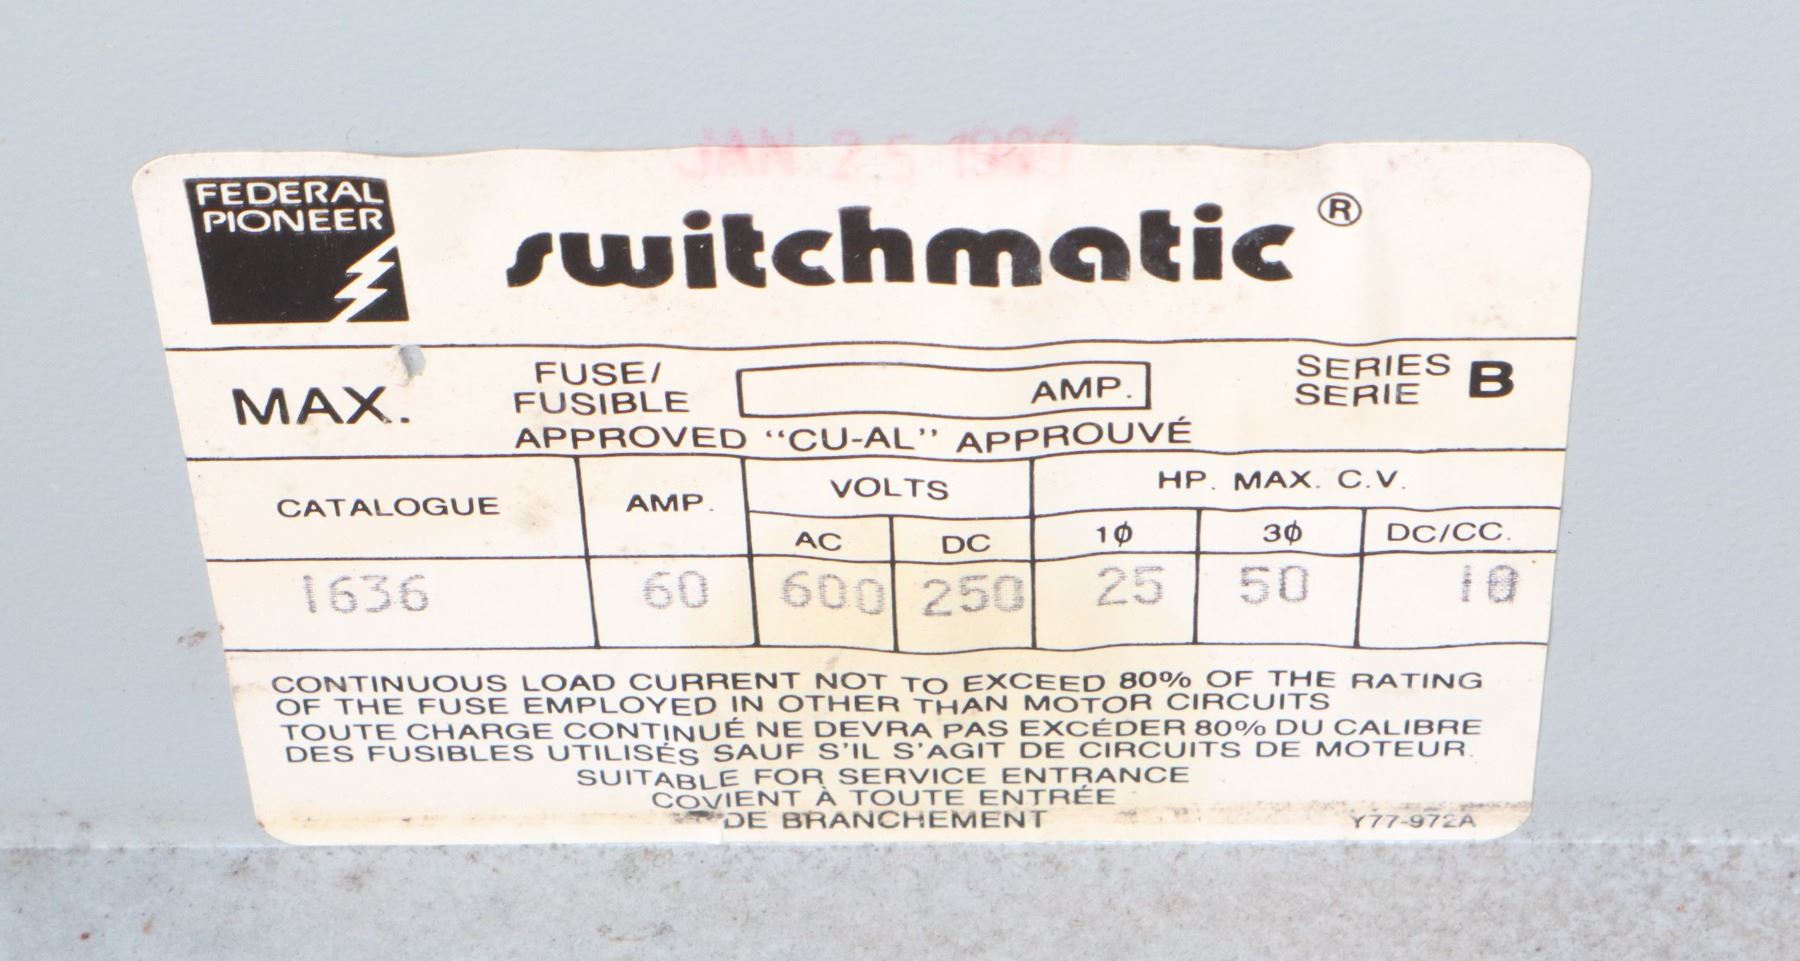 JAN 25
FEDERAL
PIONEER
switchmatic®
MAX.
FUSE/
FUSIBLE
AMP.
SERIES
SERIE B
APPROVED "CU-AL" APPROUVÉ
CATALOGUE AMP. VOLTS HP. MAX. C.V.
AC DC 1ϕ 3ϕ DC/CC.
1636 60 600 250 25 50 10
CONTINUOUS LOAD CURRENT NOT TO EXCEED 80% OF THE RATING
OF THE FUSE EMPLOYED IN OTHER THAN MOTOR CIRCUITS
TOUTE CHARGE CONTINUÉ NE DEVRA PAS EXCÉDER 80% DU CALIBRE
DES FUSIBLES UTILISÉS SAUF S'IL S'AGIT DE CIRCUITS DE MOTEUR.
SUITABLE FOR SERVICE ENTRANCE
COVIENT À TOUTE ENTRÉE
DE BRANCHEMENT
Y77-972A